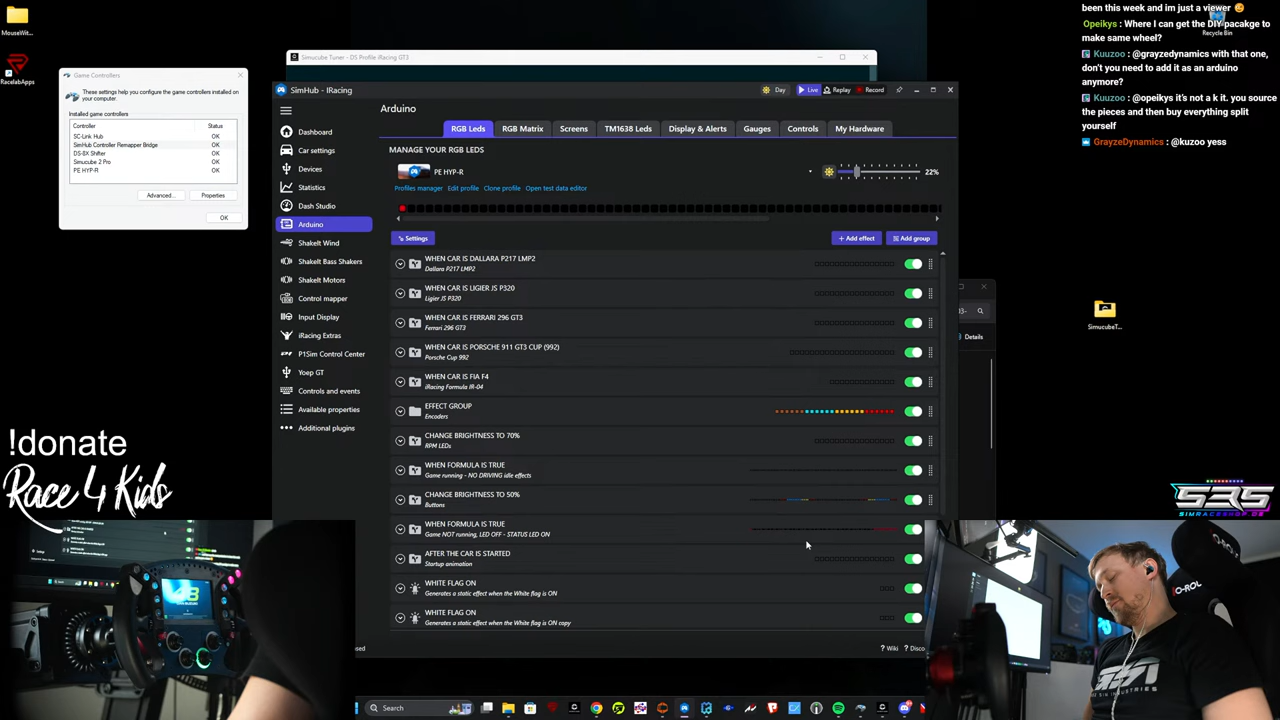 MouseWit...
RacelabApps
Game Controllers
These settings help you configure the game controllers installed on
your computer.
Installed game controllers
Controller
Status
SC-Link Hub
OK
SimHub Controller Remapper Bridge
OK
DS-8X Shifter
OK
Simucube 2 Pro
OK
PE HYP-R
OK
Advanced...
Properties
OK
Simucube Tuner - DS Profile iRacing GT3
SimHub - IRacing
Day
Live
Replay
Record
Dashboard
Car settings
Devices
Statistics
Dash Studio
Arduino
ShakeIt Wind
ShakeIt Bass Shakers
ShakeIt Motors
Control mapper
Input Display
iRacing Extras
P1Sim Control Center
Yoep GT
Controls and events
Available properties
Additional plugins
Arduino
RGB Leds
RGB Matrix
Screens
TM1638 Leds
Display & Alerts
Gauges
Controls
My Hardware
MANAGE YOUR RGB LEDS
PE HYP-R
22%
Profiles manager
Edit profile
Clone profile
Open test data editor
Settings
+ Add effect
Add group
WHEN CAR IS DALLARA P217 LMP2
Dallara P217 LMP2
WHEN CAR IS LIGIER JS P320
Ligier JS P320
WHEN CAR IS FERRARI 296 GT3
Ferrari 296 GT3
WHEN CAR IS PORSCHE 911 GT3 CUP (992)
Porsche Cup 992
WHEN CAR IS FIA F4
iRacing Formula IR-04
EFFECT GROUP
Encoders
CHANGE BRIGHTNESS TO 70%
RPM LEDs
WHEN FORMULA IS TRUE
Game running - NO DRIVING idle effects
CHANGE BRIGHTNESS TO 50%
Buttons
WHEN FORMULA IS TRUE
Game NOT running, LED OFF - STATUS LED ON
AFTER THE CAR IS STARTED
Startup animation
WHITE FLAG ON
Generates a static effect when the White flag is ON
WHITE FLAG ON
Generates a static effect when the White flag is ON copy
? Wiki
Disco
Details
been this week and im just a viewer
Opeikys: Where I can get the DIY pacakge to
make same wheel?
Kuuzoo: @grayzedynamics with that one,
don't you need to add it as an arduino
anymore?
Kuuzoo: @opeikys it's not a k it. you source
the pieces and then buy everything split
yourself
GrayzeDynamics: @kuzoo yess
Recycle Bin
SimucubeT...
!donate
Race 4 Kids
SRS
SIMRACESHOP.DE
Search